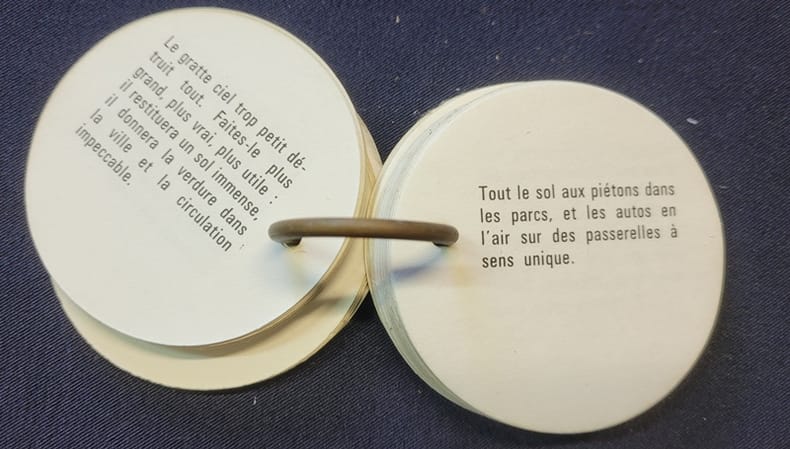 Le gratte ciel trop petit dé-
truit tout. Faites-le plus
grand, plus vrai, plus utile :
il restituera un sol immense,
il donnera la verdure dans
la ville et la circulation
impeccable.
Tout le sol aux piétons dans
les parcs, et les autos en
l'air sur des passerelles à
sens unique.